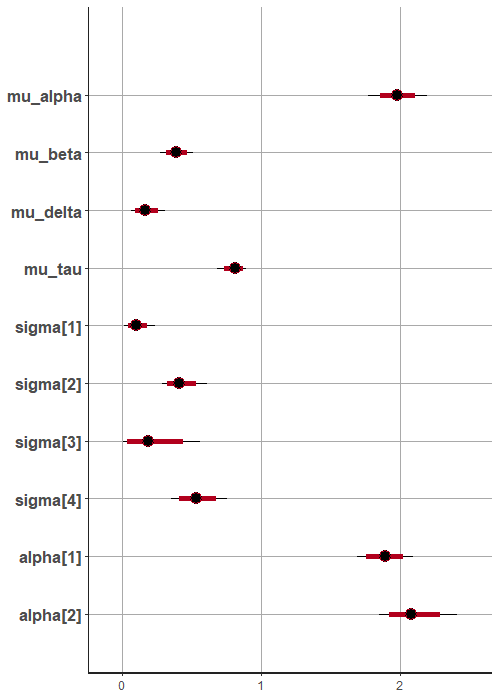 mu_alpha
mu_beta
mu_delta
mu_tau
sigma[1]
sigma[2]
sigma[3]
sigma[4]
alpha[1]
alpha[2]
0 1 2